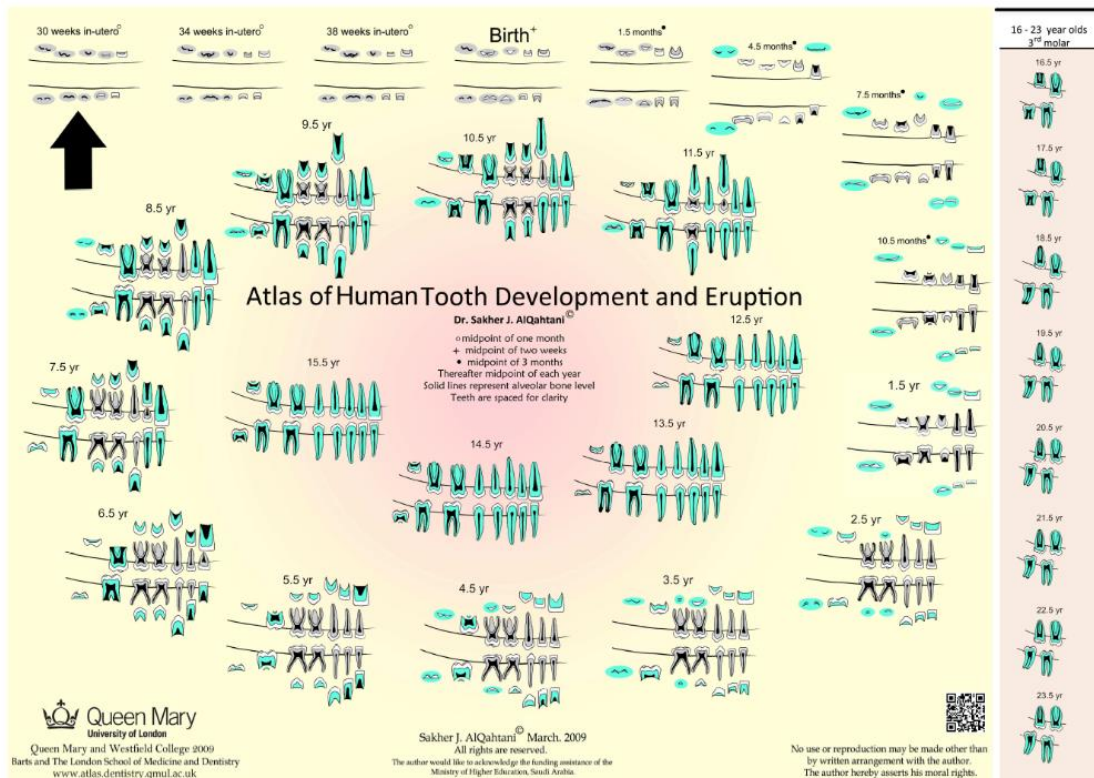 30 weeks in-utero○
34 weeks in-utero○
38 weeks in-utero○
Birth+
1.5 months●
4.5 months●
7.5 months●
10.5 months●
1.5 yr
2.5 yr
3.5 yr
4.5 yr
5.5 yr
6.5 yr
7.5 yr
8.5 yr
9.5 yr
10.5 yr
11.5 yr
12.5 yr
13.5 yr
14.5 yr
15.5 yr
Atlas of Human Tooth Development and Eruption
Dr. Sakher J. AlQahtani©
○ midpoint of one month
+ midpoint of two weeks
● midpoint of 3 months
Thereafter midpoint of each year
Solid lines represent alveolar bone level
Teeth are spaced for clarity
16 - 23 year olds
3rd molar
16.5 yr
17.5 yr
18.5 yr
19.5 yr
20.5 yr
21.5 yr
22.5 yr
23.5 yr
Queen Mary
University of London
Queen Mary and Westfield College 2009
Barts and The London School of Medicine and Dentistry
www.atlas.dentistry.qmul.ac.uk
Sakher J. AlQahtani© March. 2009
All rights are reserved.
The author would like to acknowledge the funding assistance of the
Ministry of Higher Education, Saudi Arabia.
No use or reproduction may be made other than
by written arrangement with the author.
The author hereby asserts his moral rights.